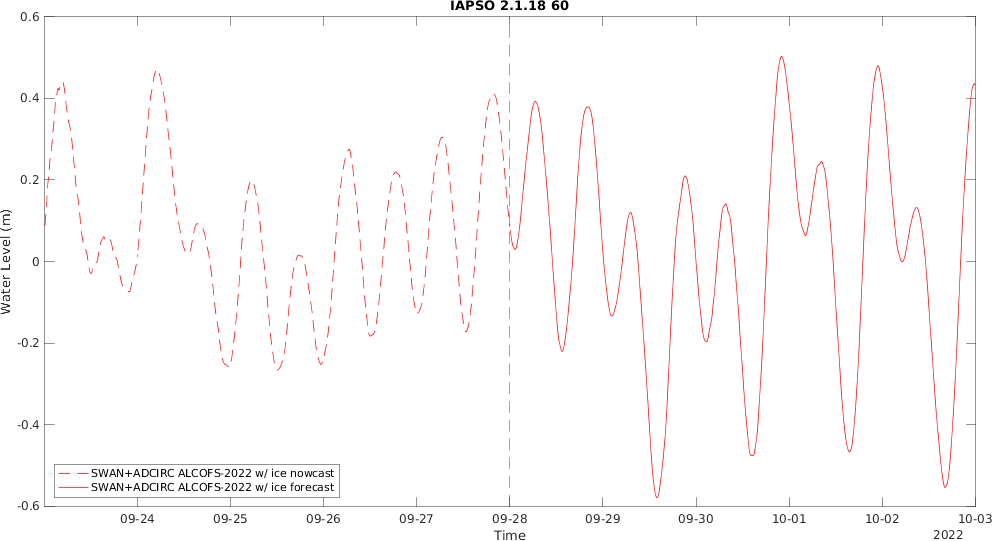 IAPSO 2.1.18 60
0.6
0.4
0.2
0
-0.2
-0.4
-0.6
Water Level (m)
SWAN+ADCIRC ALCOFS-2022 w/ ice nowcast
SWAN+ADCIRC ALCOFS-2022 w/ ice forecast
09-24 09-25 09-26 09-27 09-28 09-29 09-30 10-01 10-02 10-03
Time
2022